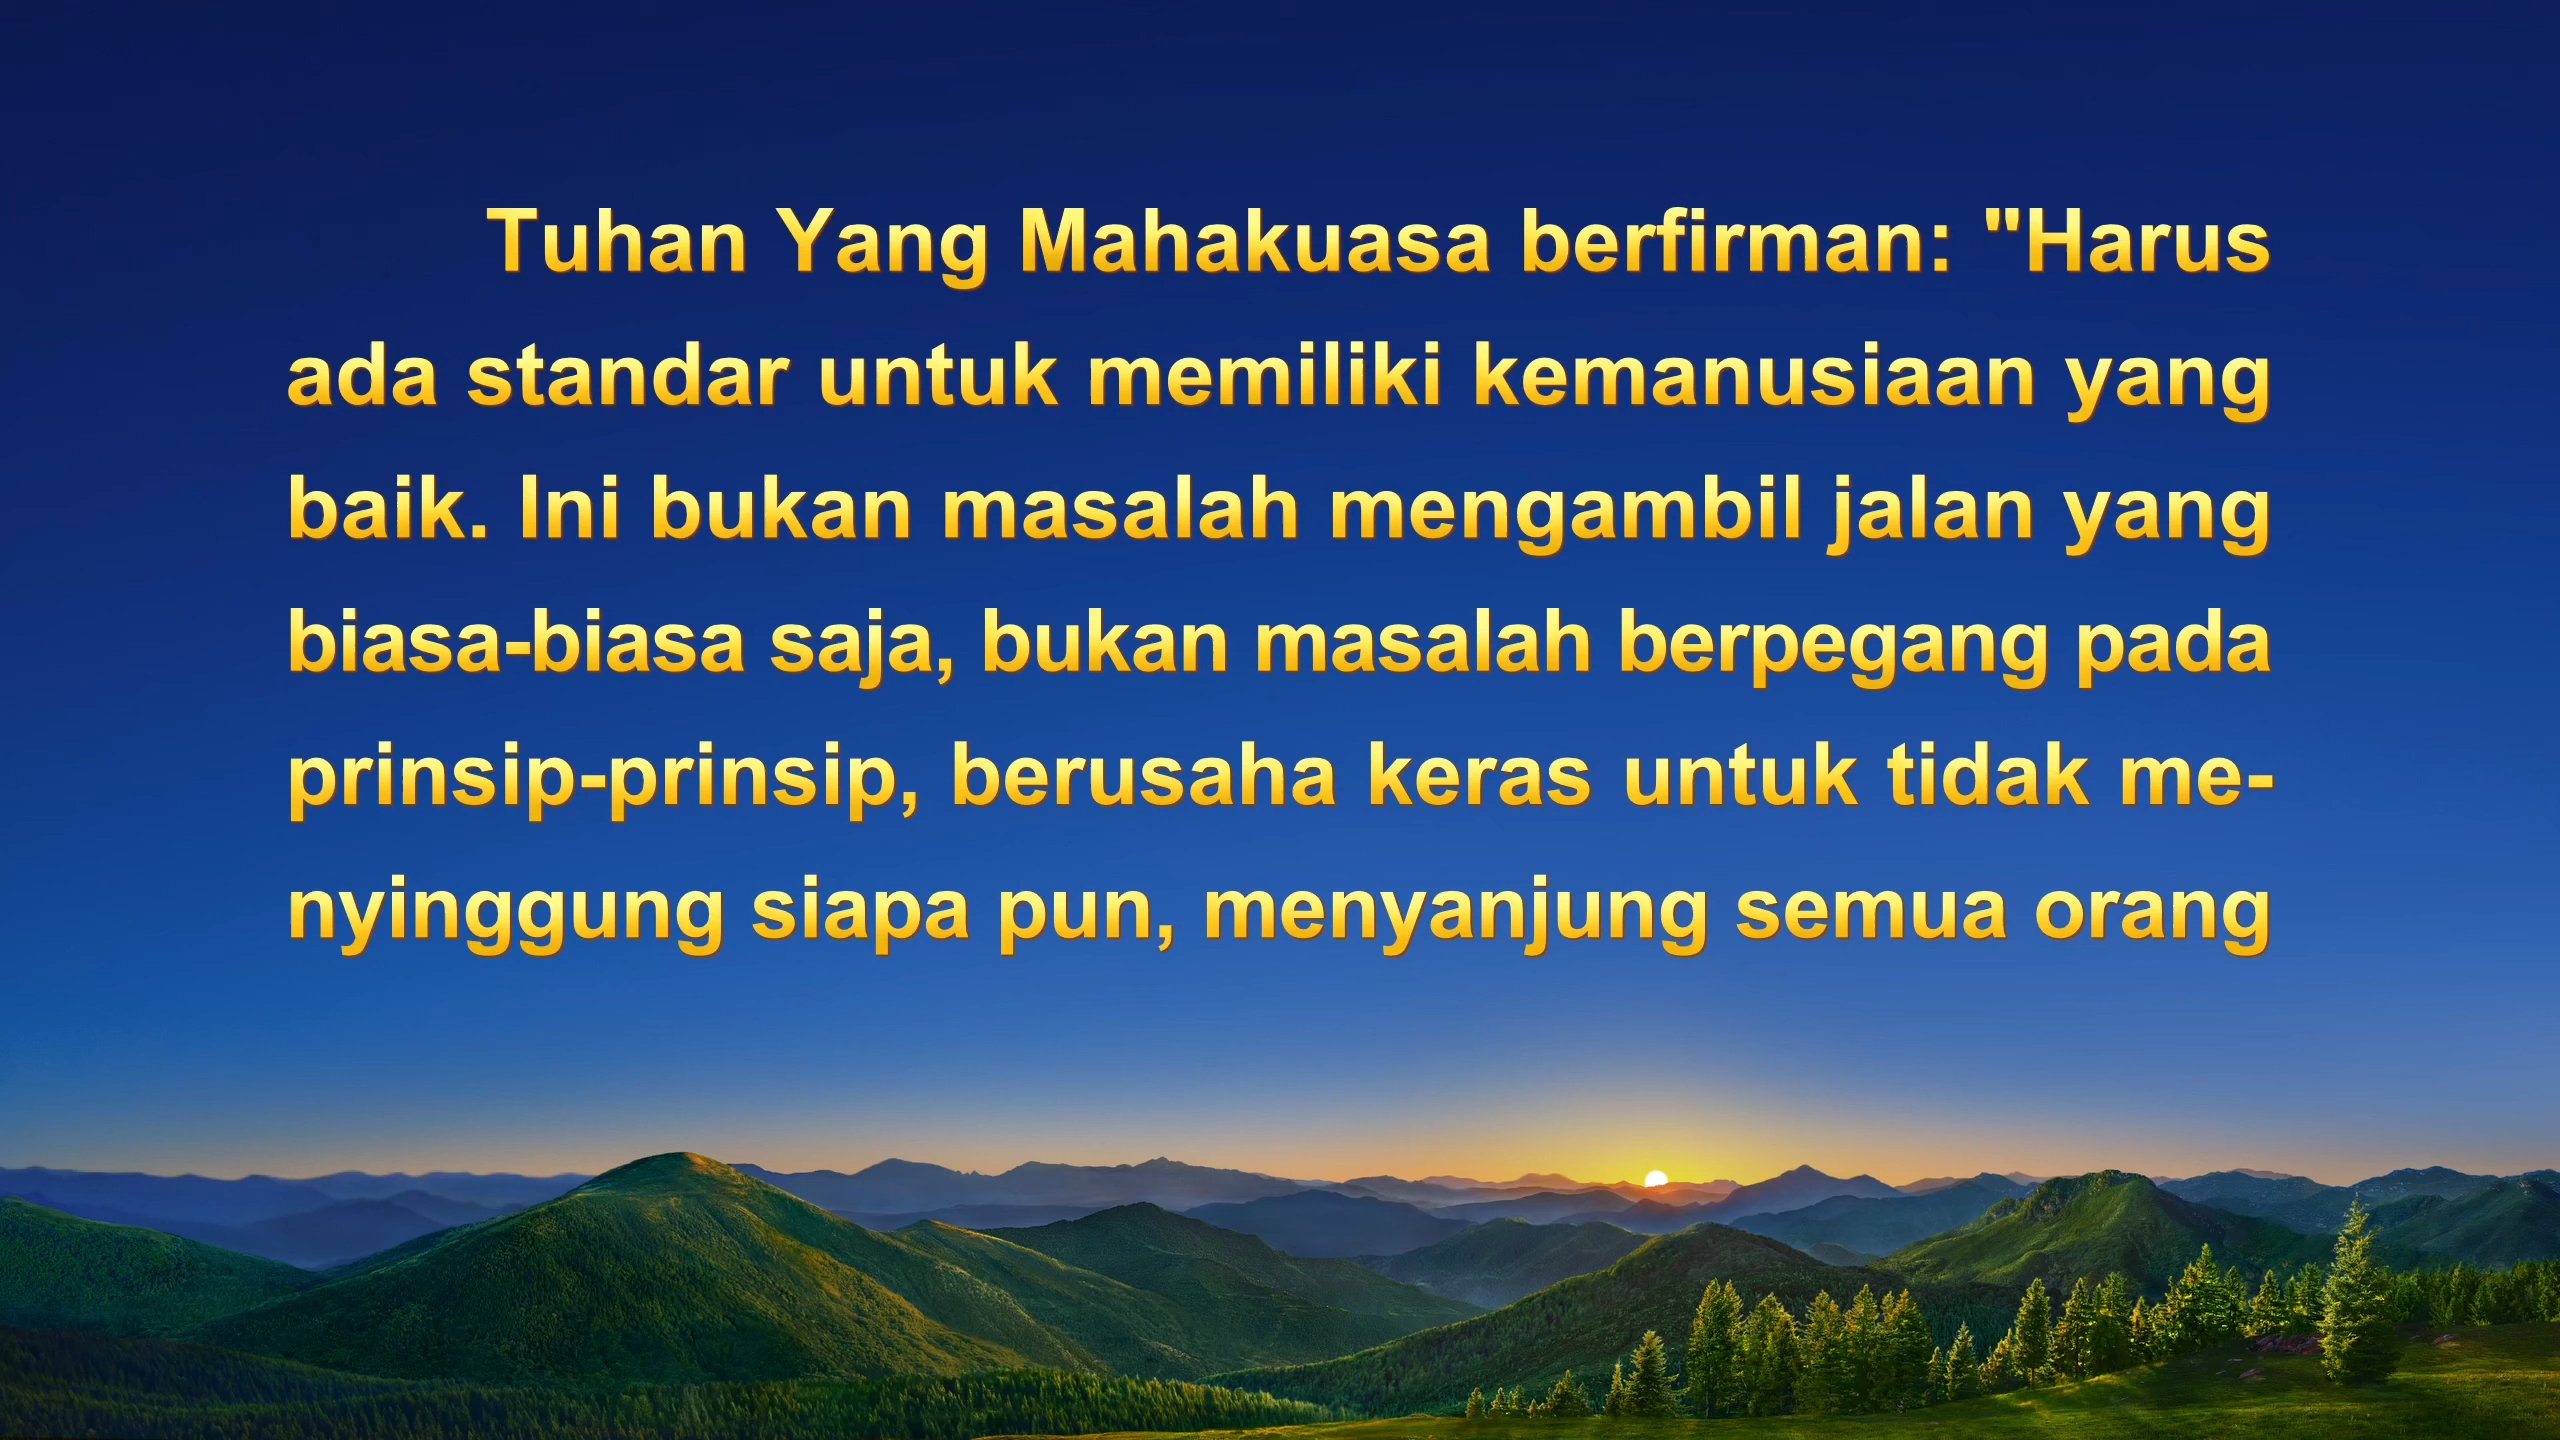 Tuhan Yang Mahakuasa berfirman: "Harus
ada standar untuk memiliki kemanusiaan yang
baik. Ini bukan masalah mengambil jalan yang
biasa-biasa saja, bukan masalah berpegang pada
prinsip-prinsip, berusaha keras untuk tidak me-
nyinggung siapa pun, menyanjung semua orang